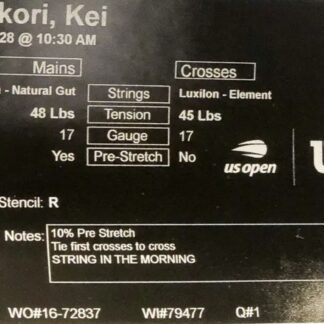 kori, Kei
28 @ 10:30 AM
Mains Crosses
- Natural Gut Strings Luxilon - Element
48 Lbs Tension 45 Lbs
17 Gauge 17
Yes Pre-Stretch No
us open
Stencil: R
Notes: 10% Pre Stretch
Tie first crosses to cross
STRING IN THE MORNING
WO#16-72837 WI#79477 Q#1